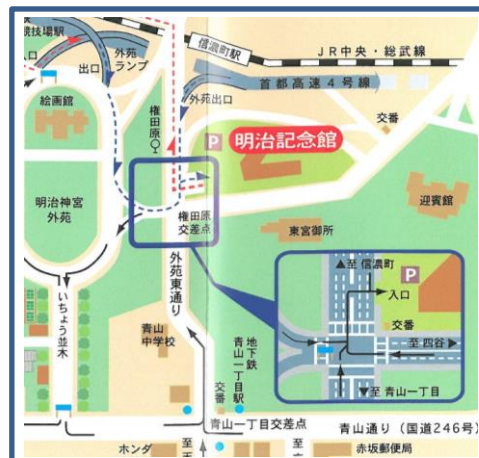 競技場駅
入口
出口
外苑
ランプ
信濃町駅
JR中央・総武線
首都高速4号線
外苑出口
権田原
絵画館
P
明治記念館
交番
迎賓館
明治神宮
外苑
権田原
交差点
東宮御所
外苑東通り
いちょう並木
▲至 信濃町
P
入口
交番
至 四谷▶
▼至 青山一丁目
青山
中学校
地下鉄
青山一丁目駅
交番
青山一丁目交差点
青山通り(国道246号)
ホンダ
至
至
赤坂郵便局